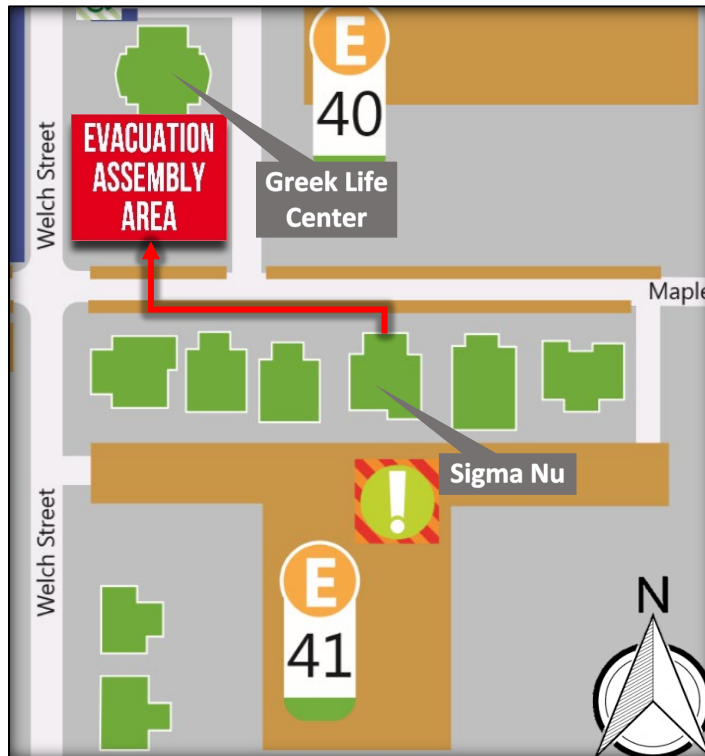 E
40
Welch Street
EVACUATION
ASSEMBLY
AREA
Greek Life
Center
Maple
Sigma Nu
!
Welch Street
E
41
N